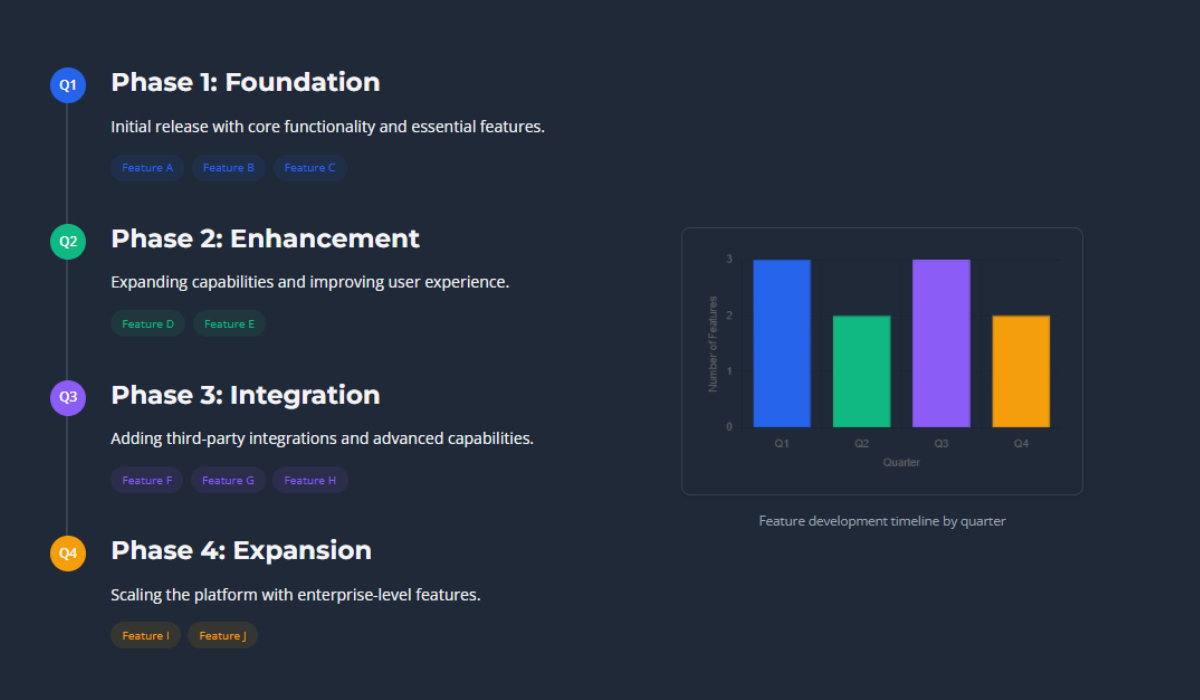 Q1
Phase 1: Foundation
Initial release with core functionality and essential features.
Feature A Feature B Feature C
Q2
Phase 2: Enhancement
Expanding capabilities and improving user experience.
Feature D Feature E
Q3
Phase 3: Integration
Adding third-party integrations and advanced capabilities.
Feature F Feature G Feature H
Q4
Phase 4: Expansion
Scaling the platform with enterprise-level features.
Feature I Feature J
Number of Features
3
2
1
0
Q1 Q2 Q3 Q4
Quarter
Feature development timeline by quarter